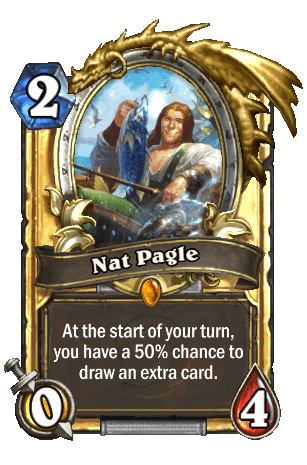 2
Nat Pagle
At the start of your turn,
you have a 50% chance to
draw an extra card.
0
4